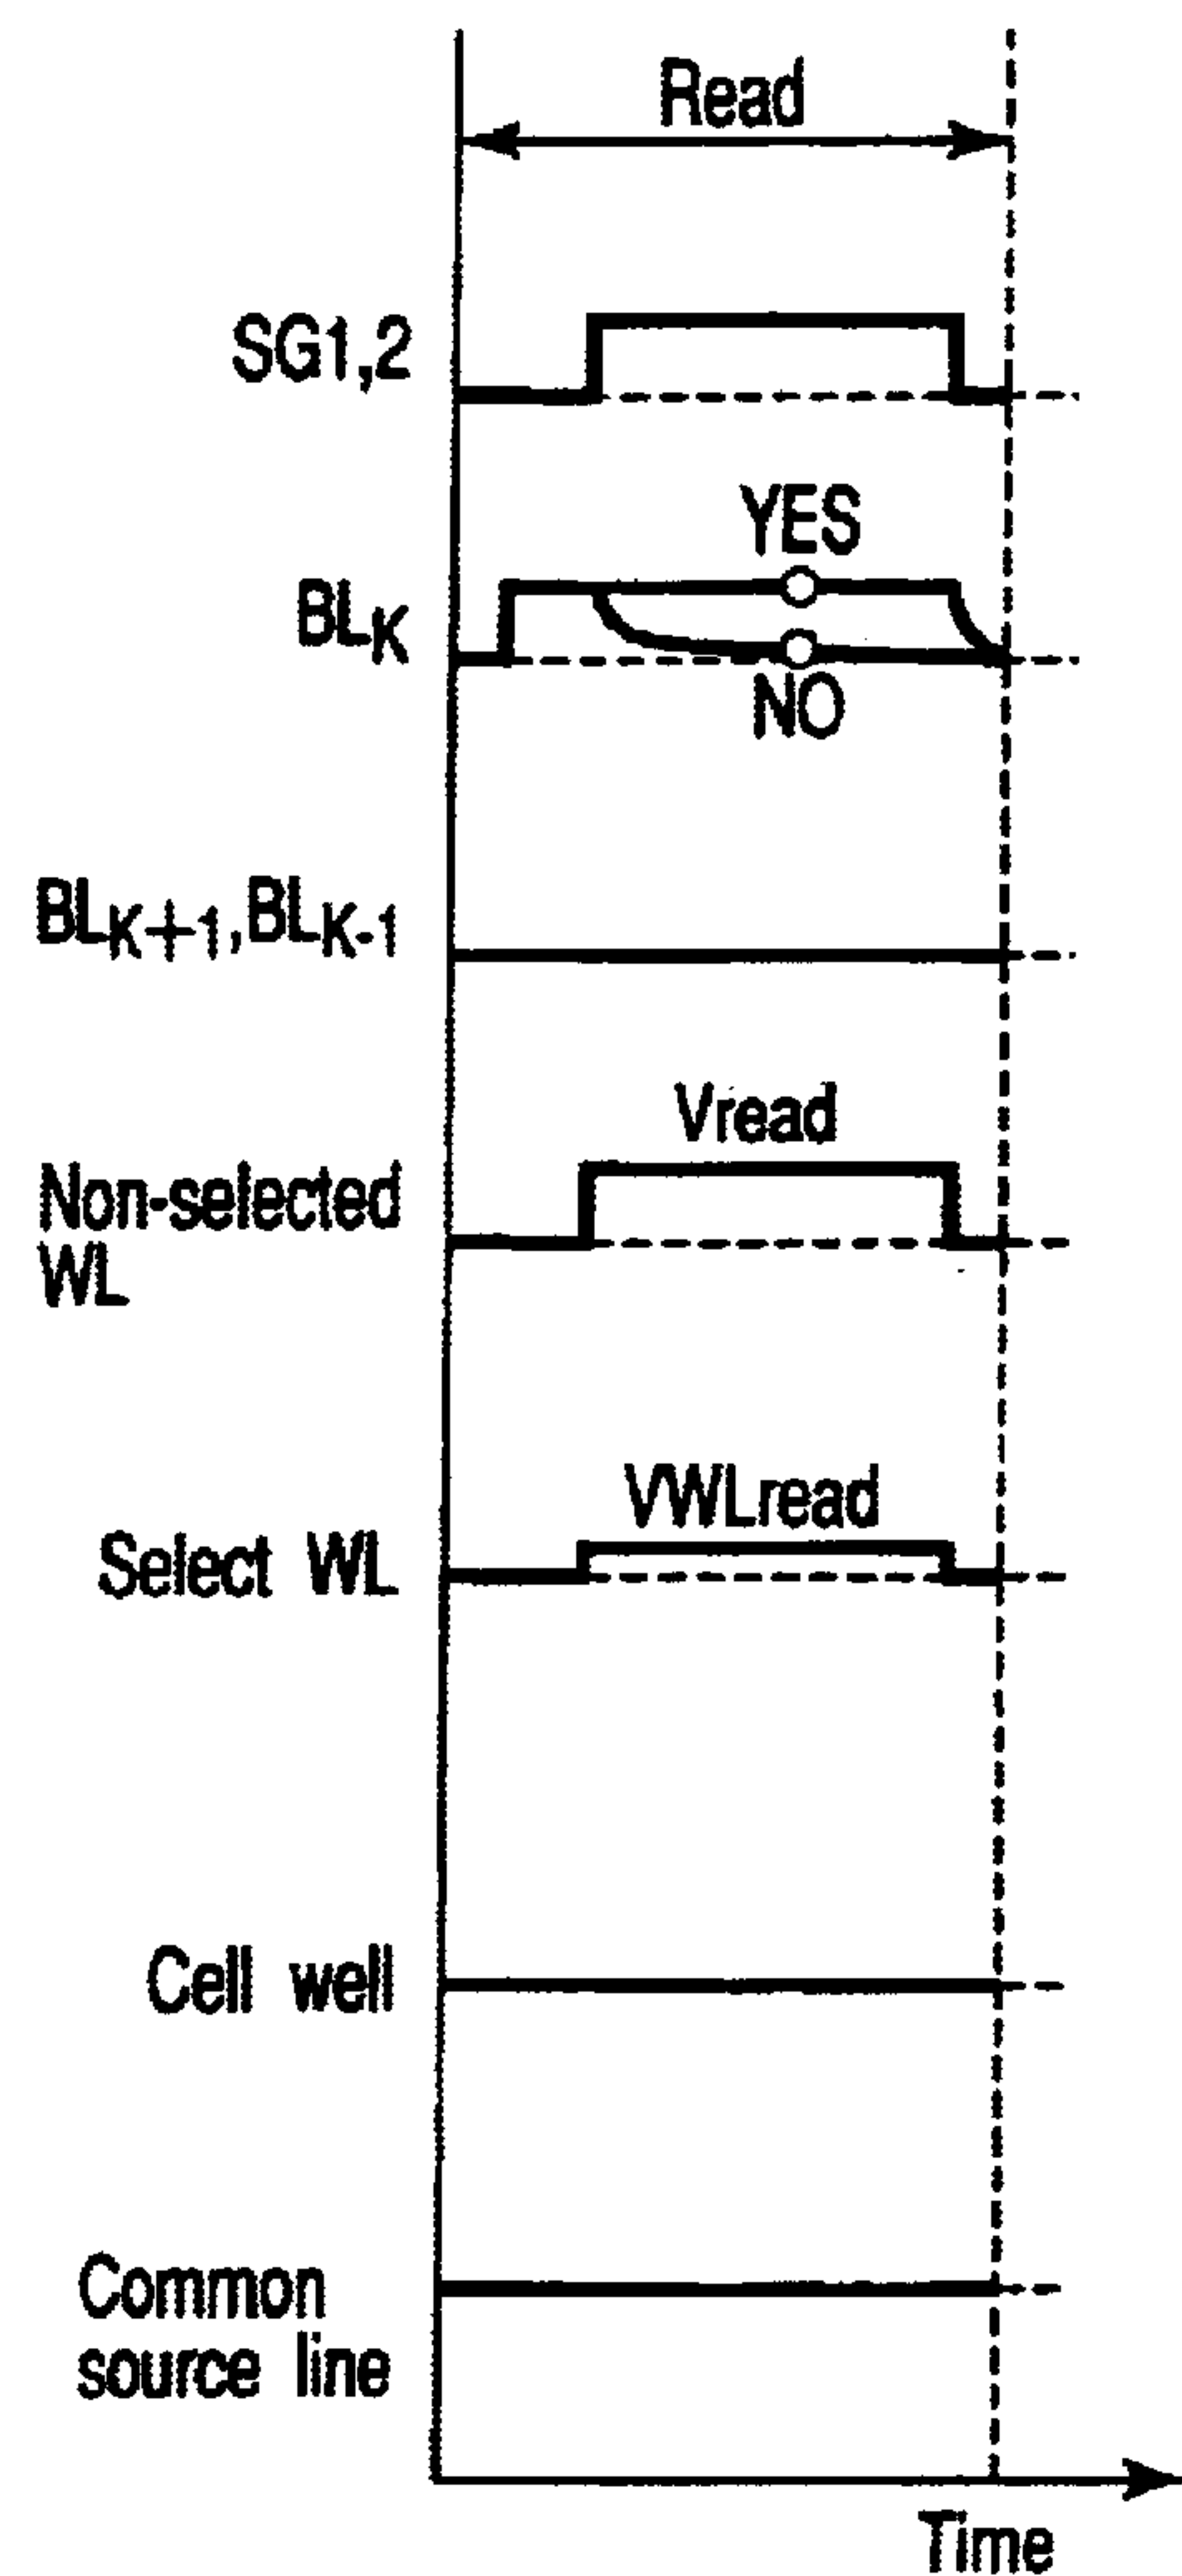 Read
SG1,2
YES
BLK
NO
BLK+1,BLK-1
Vread
Non-selected
WL
VWLread
Select WL
Cell well
Common
source line
Time